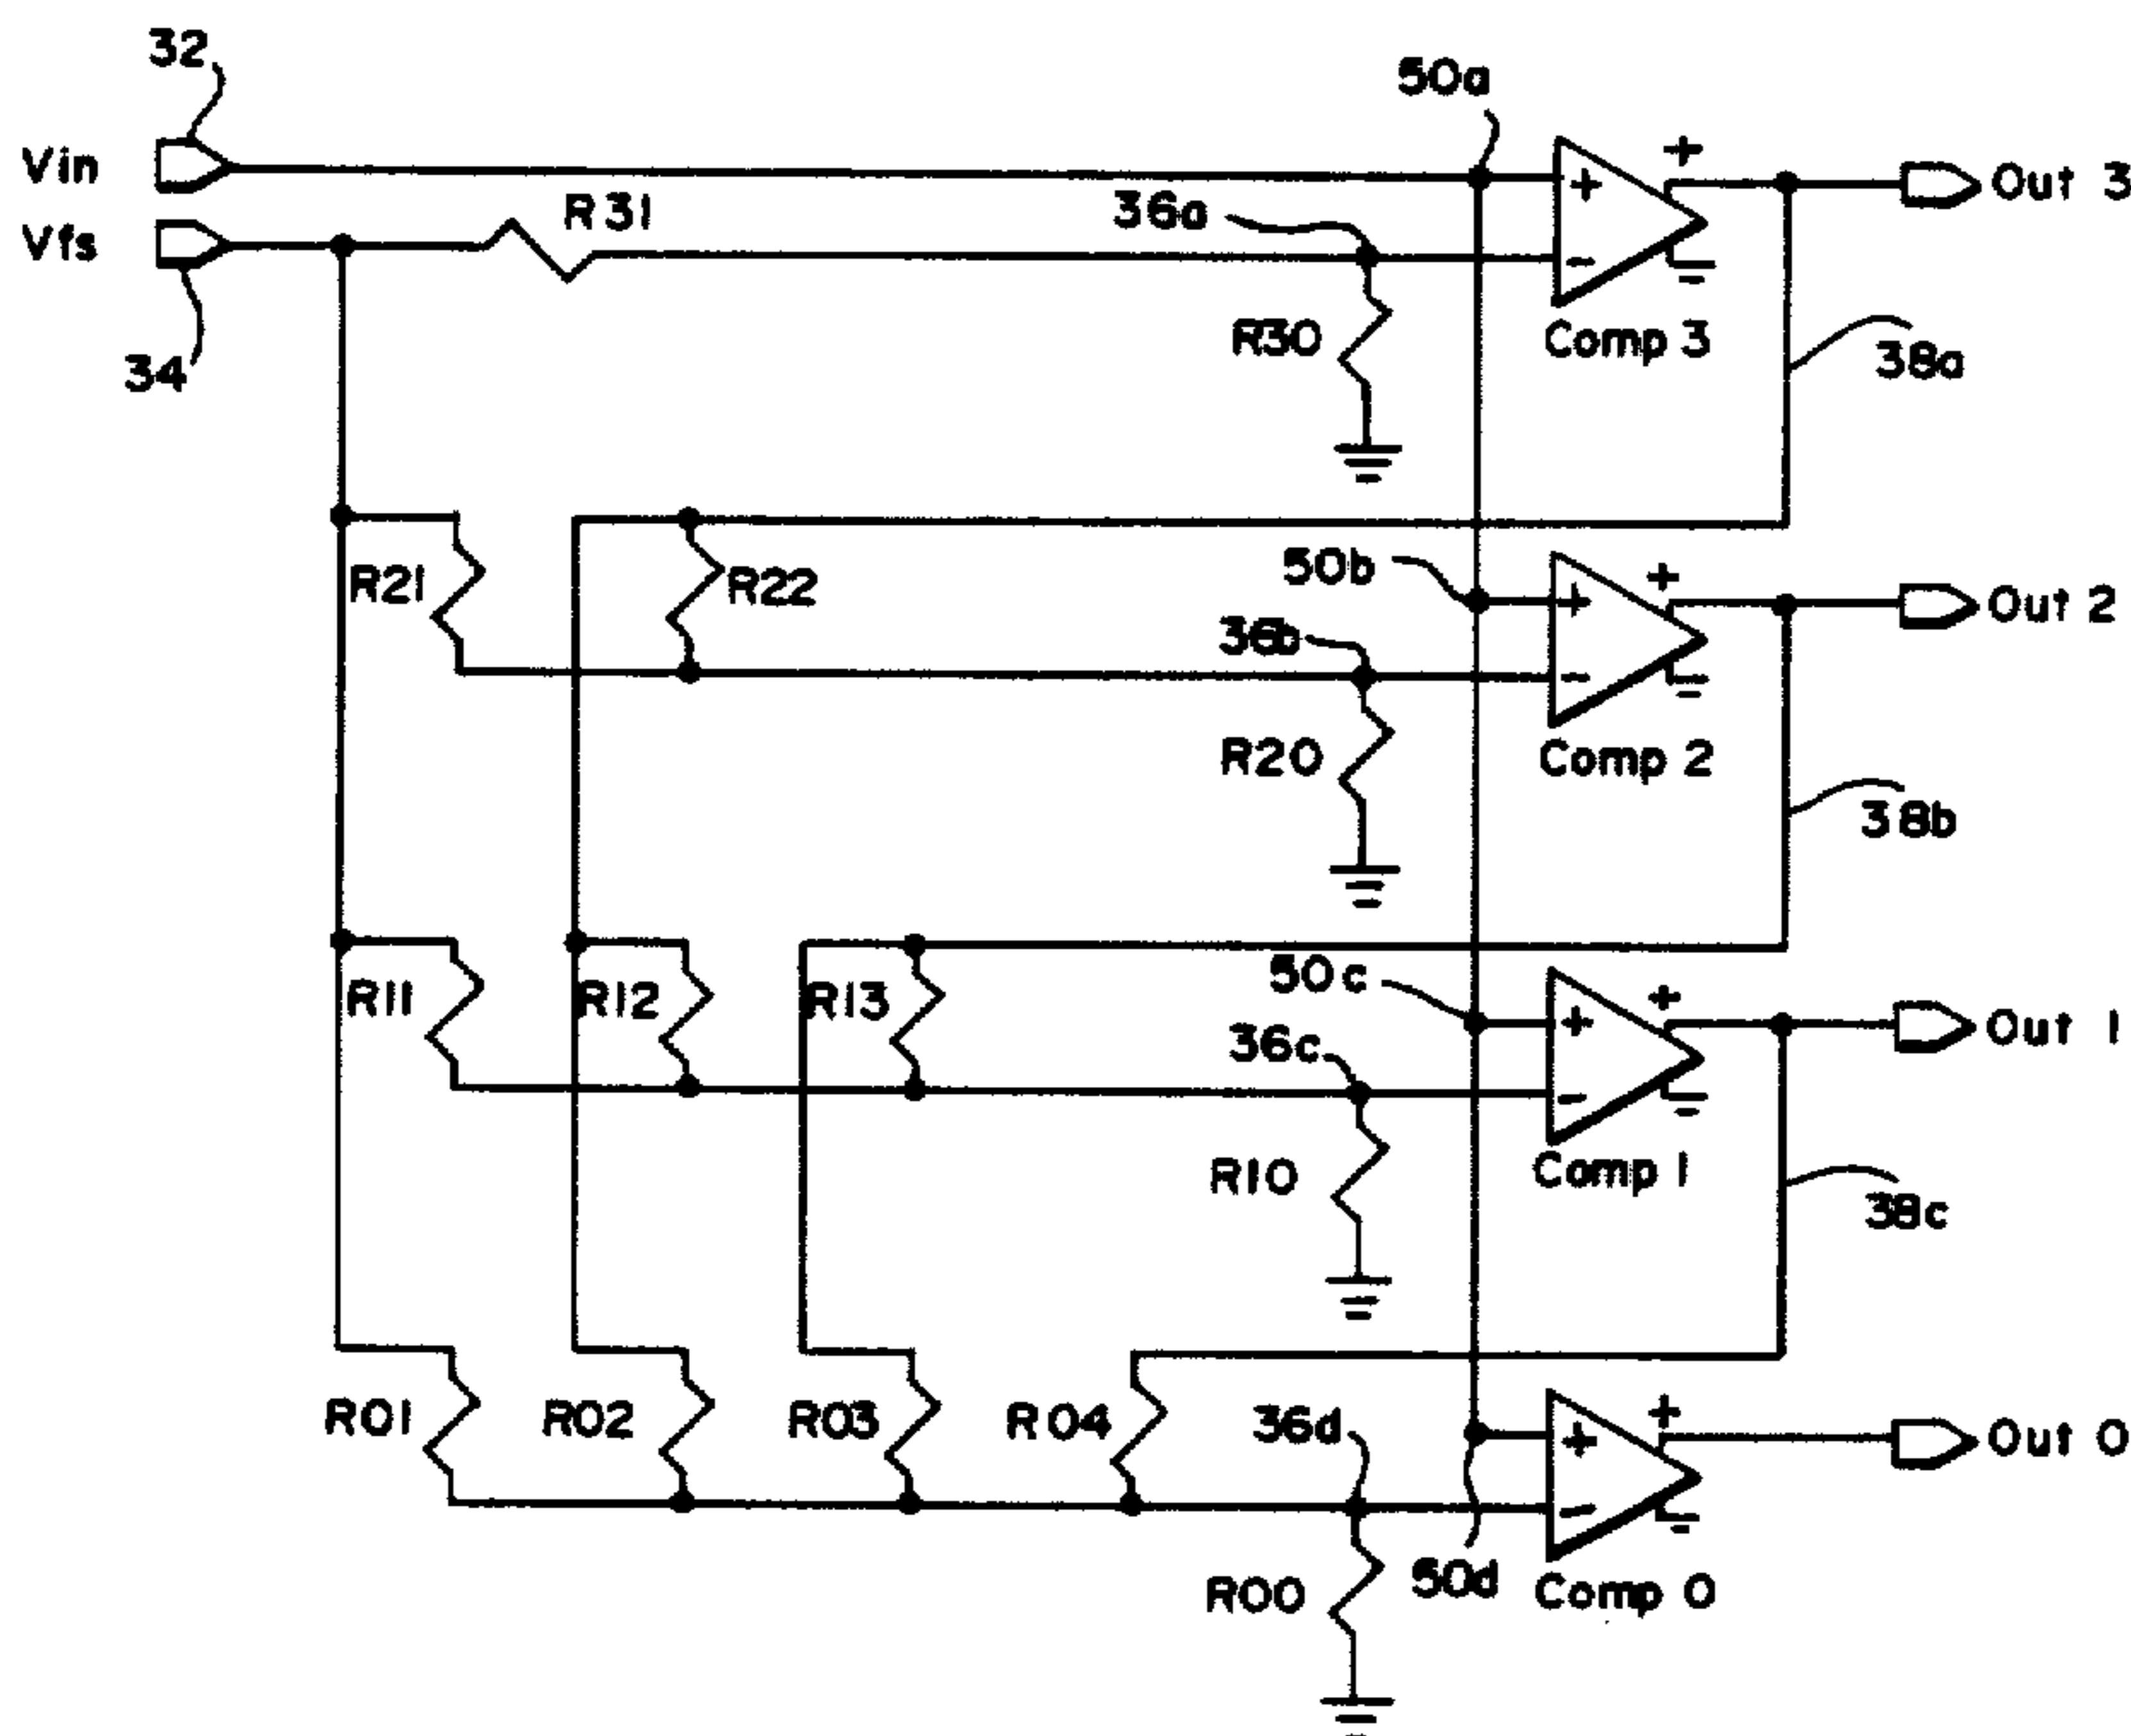 32
50a
Vin
+
+
Out 3
R31
36a
Vfs
-
R30
Comp 3
34
38a
50b
+
R21
R22
+
Out 2
36b
-
R20
Comp 2
38b
50c
+
R11
R12
R13
+
Out 1
36c
-
R10
Comp 1
38c
R01
R02
R03
R04
36d
+
+
Out 0
-
R00
50d
Comp 0